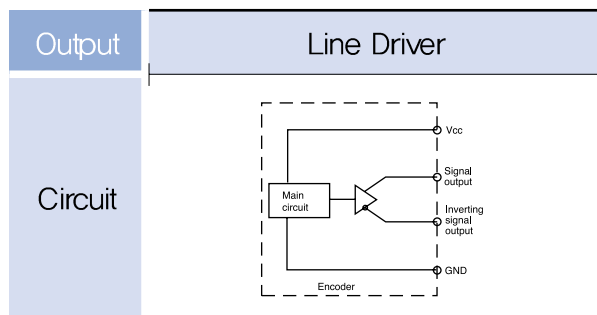 Output
Line Driver
Circuit
Vcc
Signal
output
Main
circuit
Inverting
signal
output
GND
Encoder